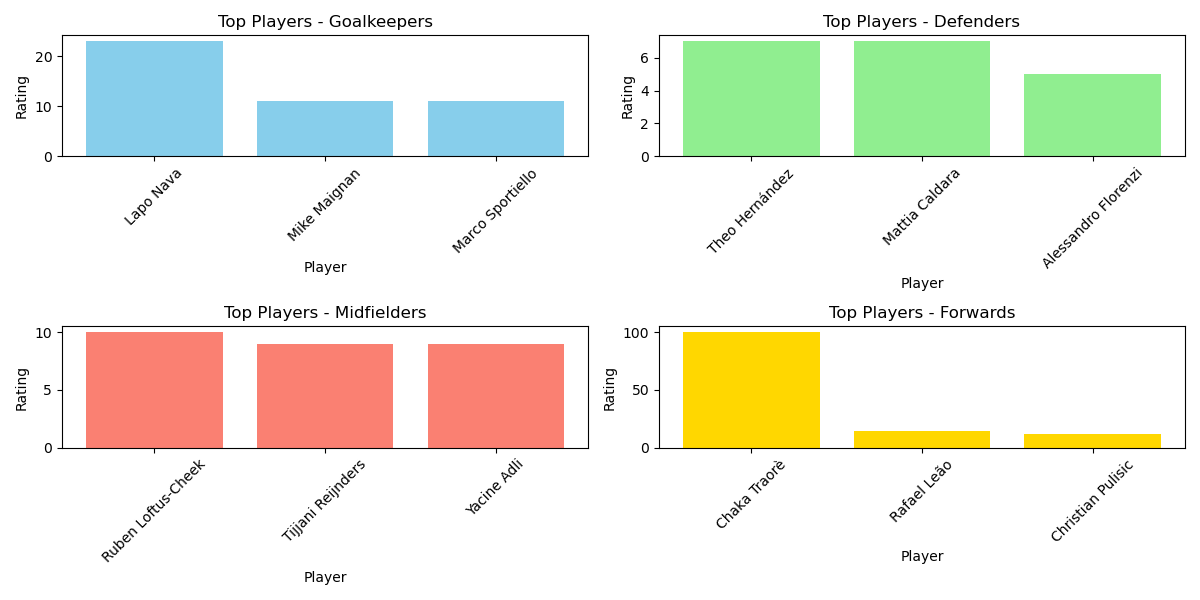 Top Players - Goalkeepers
Rating
20
10
0
Lapo Nava
Mike Maignan
Marco Sportiello
Player
Top Players - Defenders
Rating
6
4
2
0
Theo Hernández
Mattia Caldara
Alessandro Florenzi
Player
Top Players - Midfielders
Rating
10
5
0
Ruben Loftus-Cheek
Tijjani Reijnders
Yacine Adli
Player
Top Players - Forwards
Rating
100
50
0
Chaka Traorè
Rafael Leão
Christian Pulisic
Player